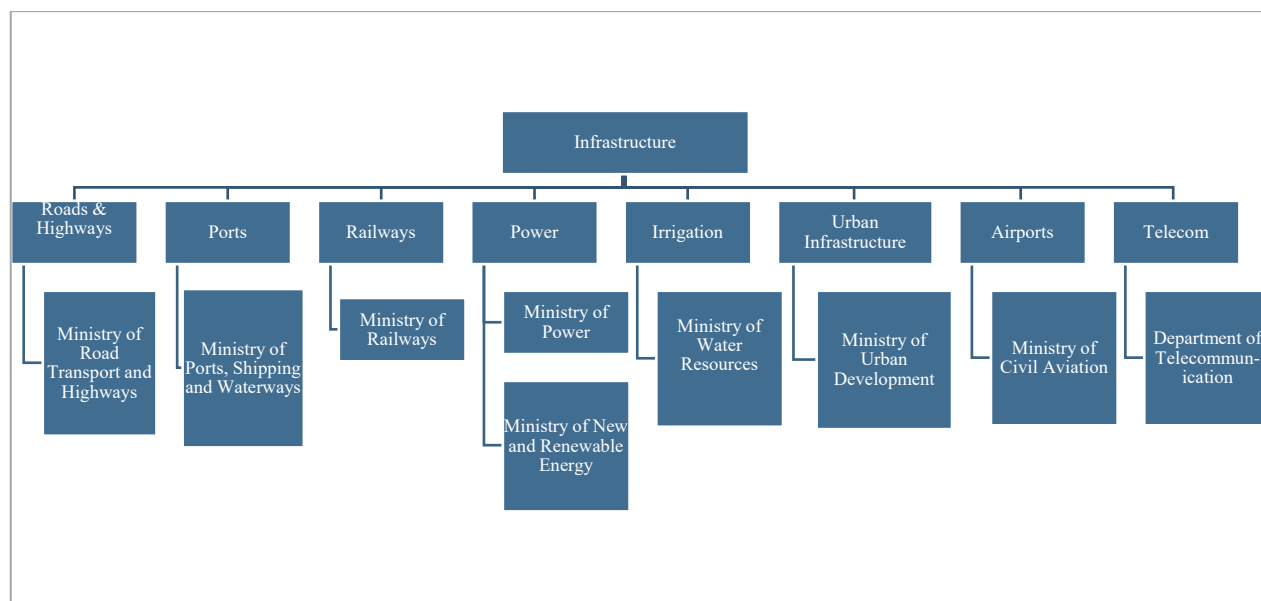 Infrastructure
Roads &
Highways
Ports
Railways
Power
Irrigation
Urban
Infrastructure
Airports
Telecom
Ministry of
Road
Transport and
Highways
Ministry of
Ports, Shipping
and Waterways
Ministry of
Railways
Ministry of
Power
Ministry of New
and Renewable
Energy
Ministry of
Water
Resources
Ministry of
Urban
Development
Ministry of
Civil Aviation
Department of
Telecommun-
ication